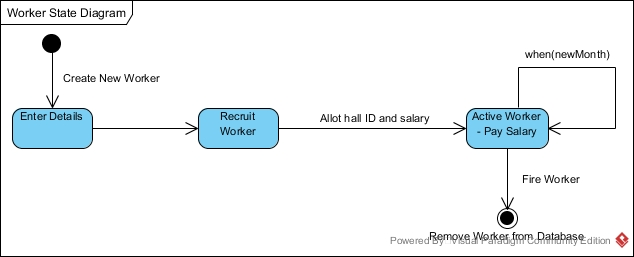 Worker State Diagram
Create New Worker
when(newMonth)
Enter Details
Recruit
Worker
Allot hall ID and salary
Active Worker
- Pay Salary
Fire Worker
Remove Worker from Database
Powered By Visual Paradigm Community Edition